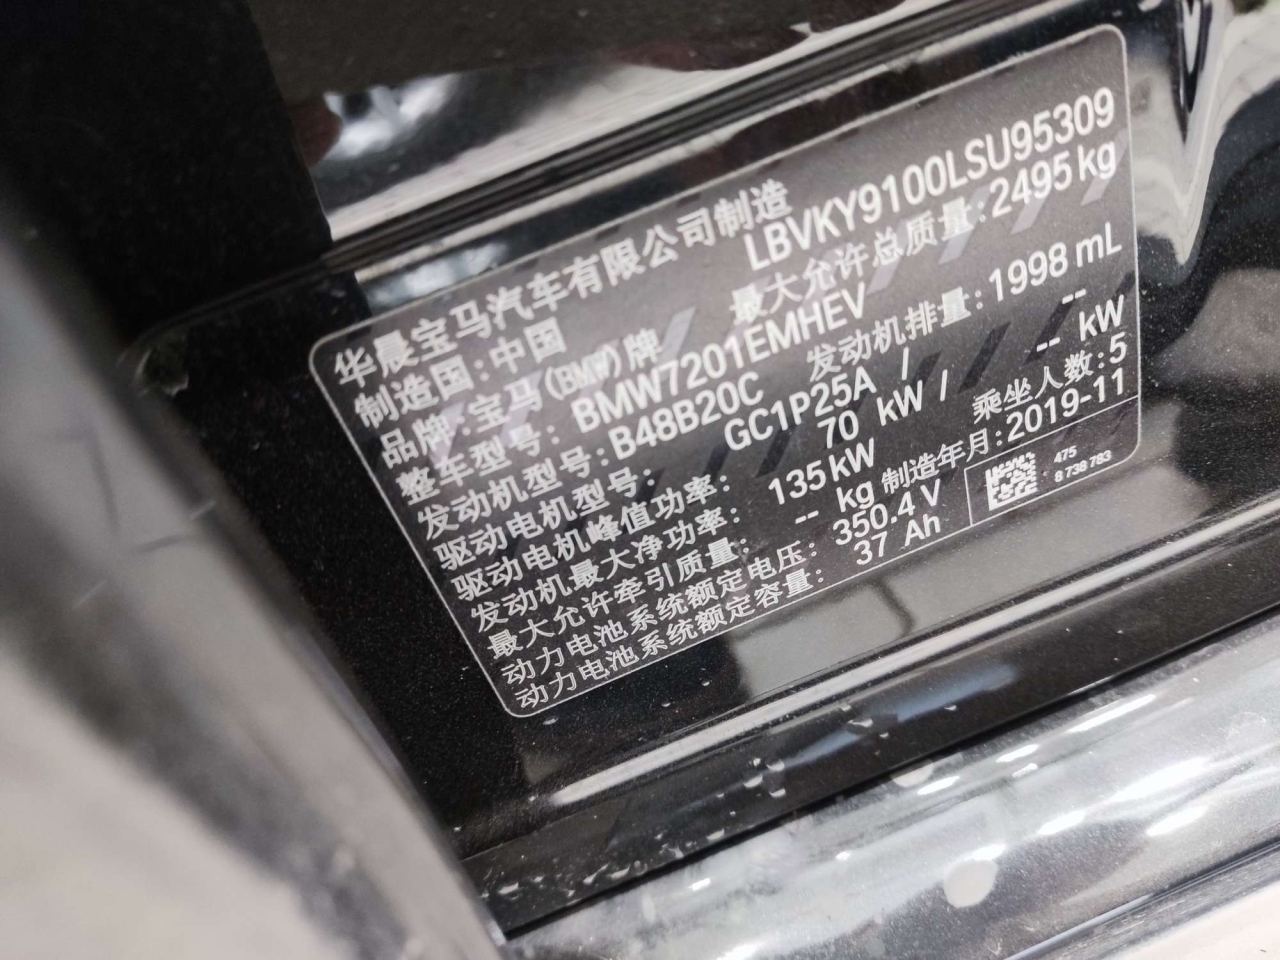 华晨宝马汽车有限公司制造
制造国:中国 LBVKY9100LSU95309
品牌:宝马(BMW)牌 最大允许总质量:2495 kg
整车型号: BMW7201EMHEV
发动机型号:B48B20C 发动机排量:1998 mL
驱动电机型号: GC1P25A / --
驱动电机峰值功率: 70 kW / -- kW
发动机最大净功率: 135 kW 乘坐人数:5
最大允许牵引质量: -- kg 制造年月:2019-11
动力电池系统额定电压: 350.4 V
动力电池系统额定容量: 37 Ah
475
8 738 783